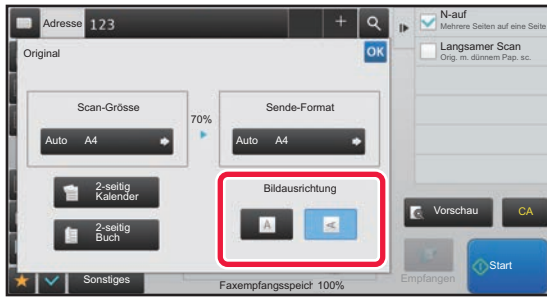 Adresse 123
N-auf
Mehrere Seiten auf eine Seite
Original
OK
Langsamer Scan
Orig. m. dünnem Pap. sc.
Scan-Grösse
70%
Sende-Format
Auto A4
Auto A4
2-seitig
Kalender
Bildausrichtung
A
A
2-seitig
Buch
Vorschau
CA
Sonstiges
Faxempfangsspeich 100%
Empfangen
Start